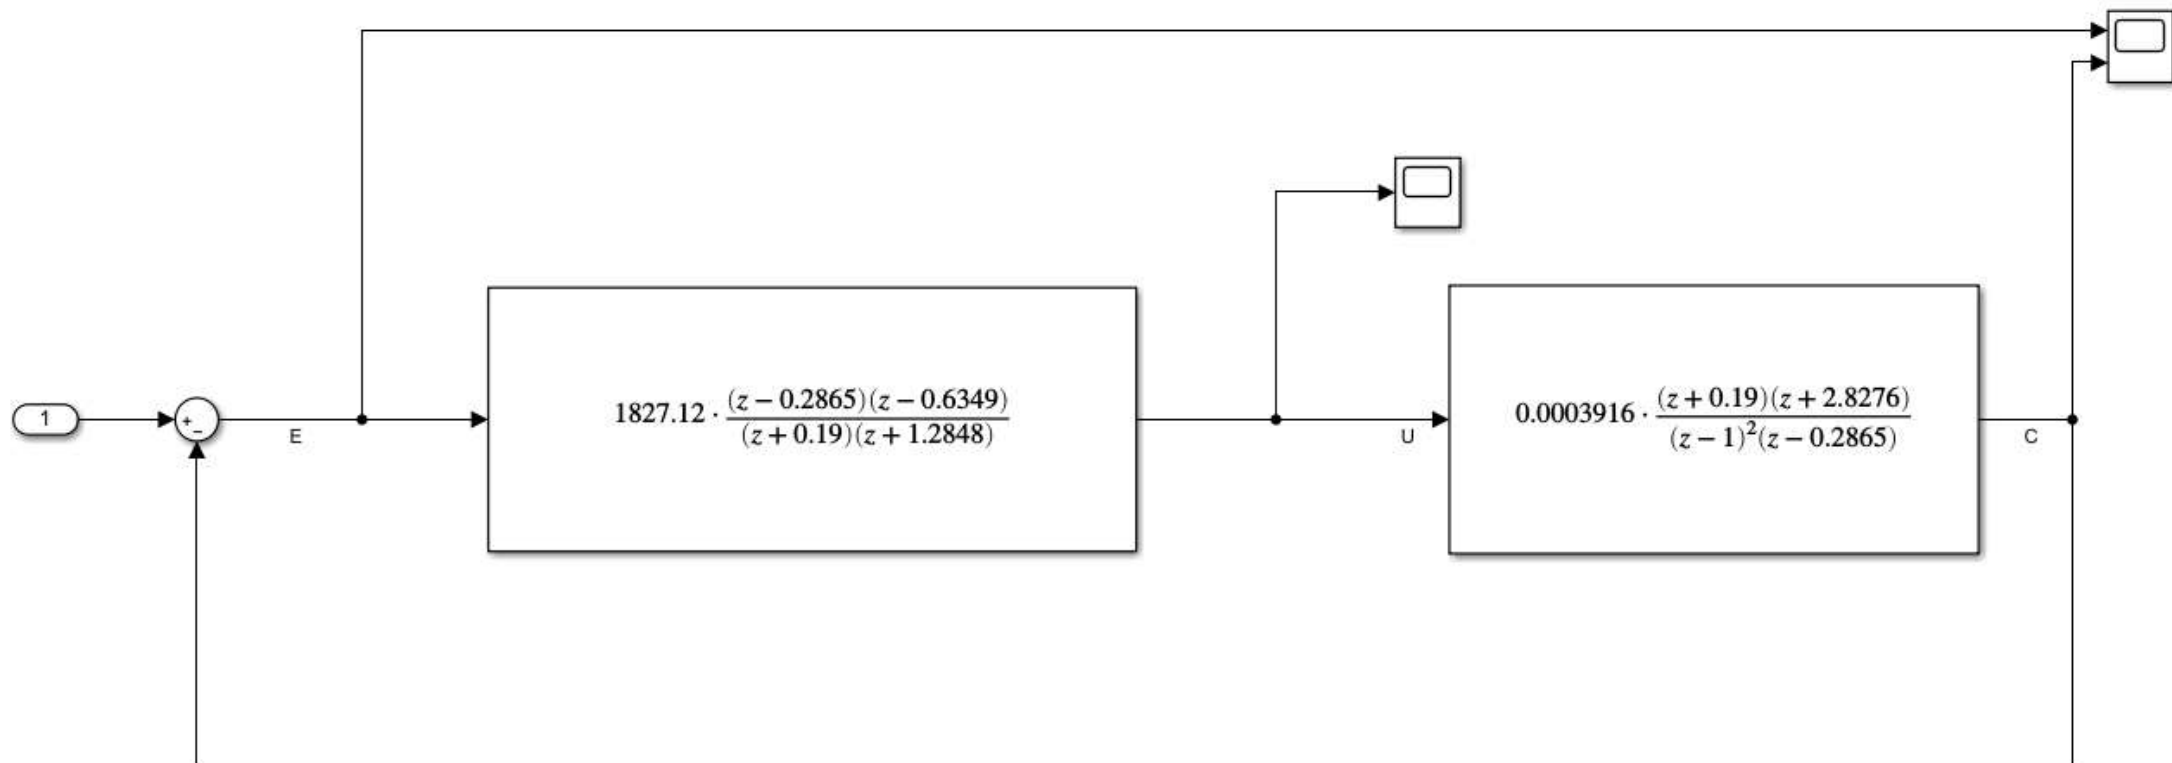 1
+
−
E
1827.12 · (z − 0.2865)(z − 0.6349) / (z + 0.19)(z + 1.2848)
U
0.0003916 · (z + 0.19)(z + 2.8276) / (z − 1)² (z − 0.2865)
C